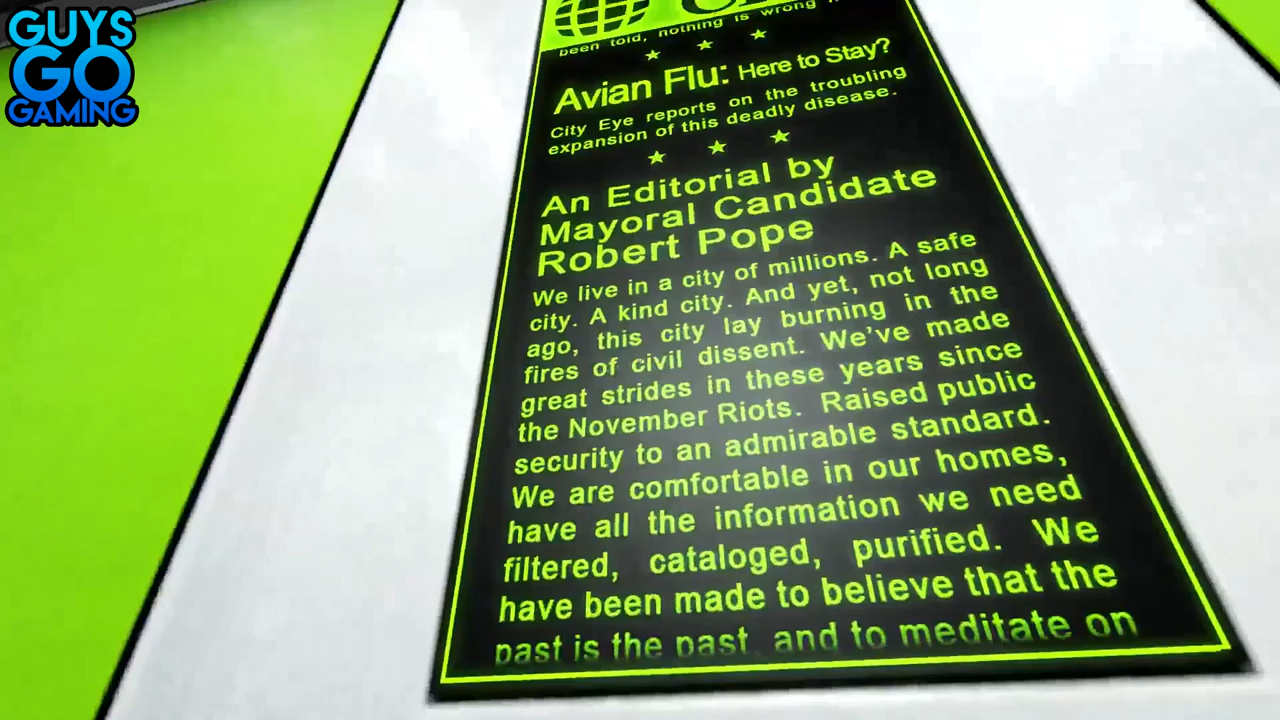 GUYS
GO
GAMING
been told, nothing is wrong
Avian Flu: Here to Stay?
City Eye reports on the troubling
expansion of this deadly disease.
An Editorial by
Mayoral Candidate
Robert Pope
We live in a city of millions. A safe
city. A kind city. And yet, not long
ago, this city lay burning in the
fires of civil dissent. We've made
great strides in these years since
the November Riots. Raised public
security to an admirable standard.
We are comfortable in our homes,
have all the information we need
filtered, cataloged, purified. We
have been made to believe that the
past is the past, and to meditate on